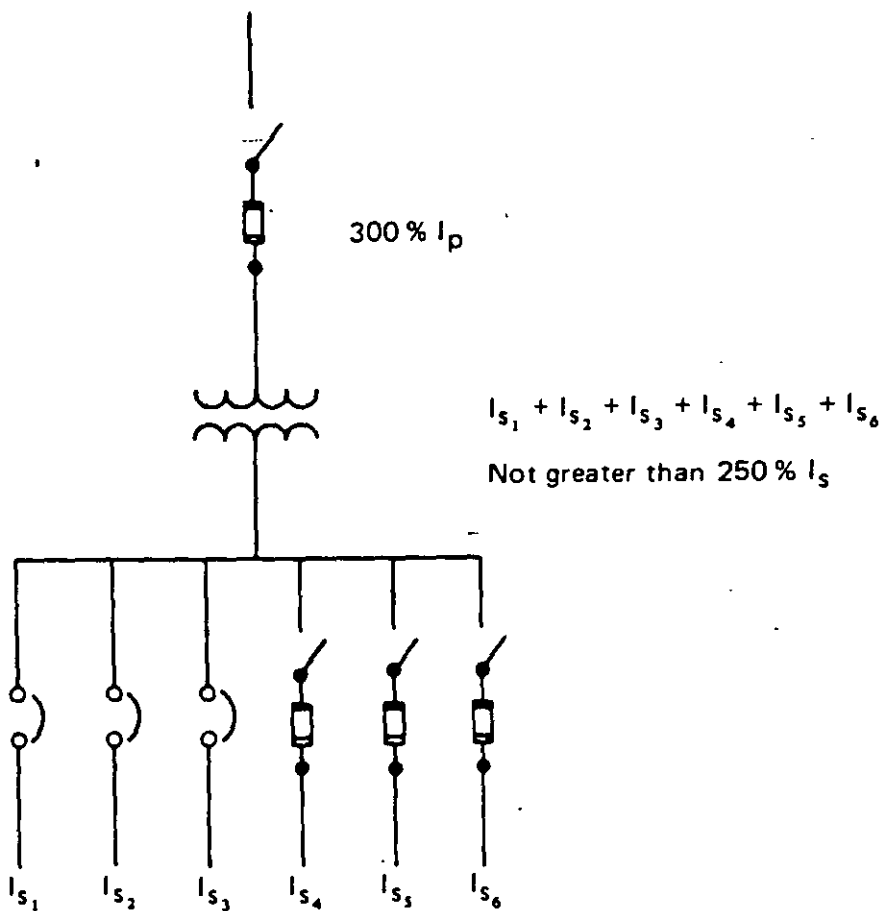 300 % Ip
Is1 + Is2 + Is3 + Is4 + Is5 + Is6
Not greater than 250 % Is
Is1 Is2 Is3 Is4 Is5 Is6